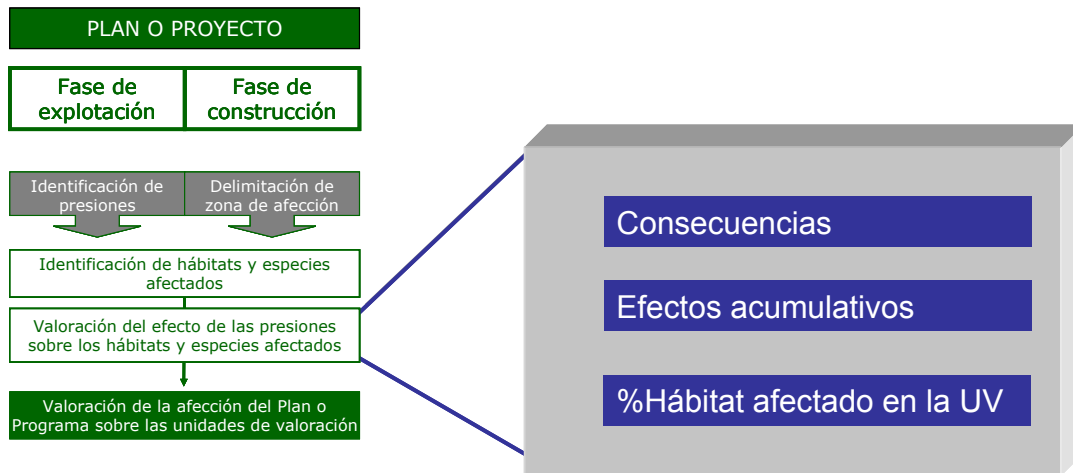 PLAN O PROYECTO
Fase de
explotación
Fase de
construcción
Identificación de
presiones
Delimitación de
zona de afección
Identificación de hábitats y especies
afectados
Valoración del efecto de las presiones
sobre los hábitats y especies afectados
Valoración de la afección del Plan o
Programa sobre las unidades de valoración
Consecuencias
Efectos acumulativos
%Hábitat afectado en la UV